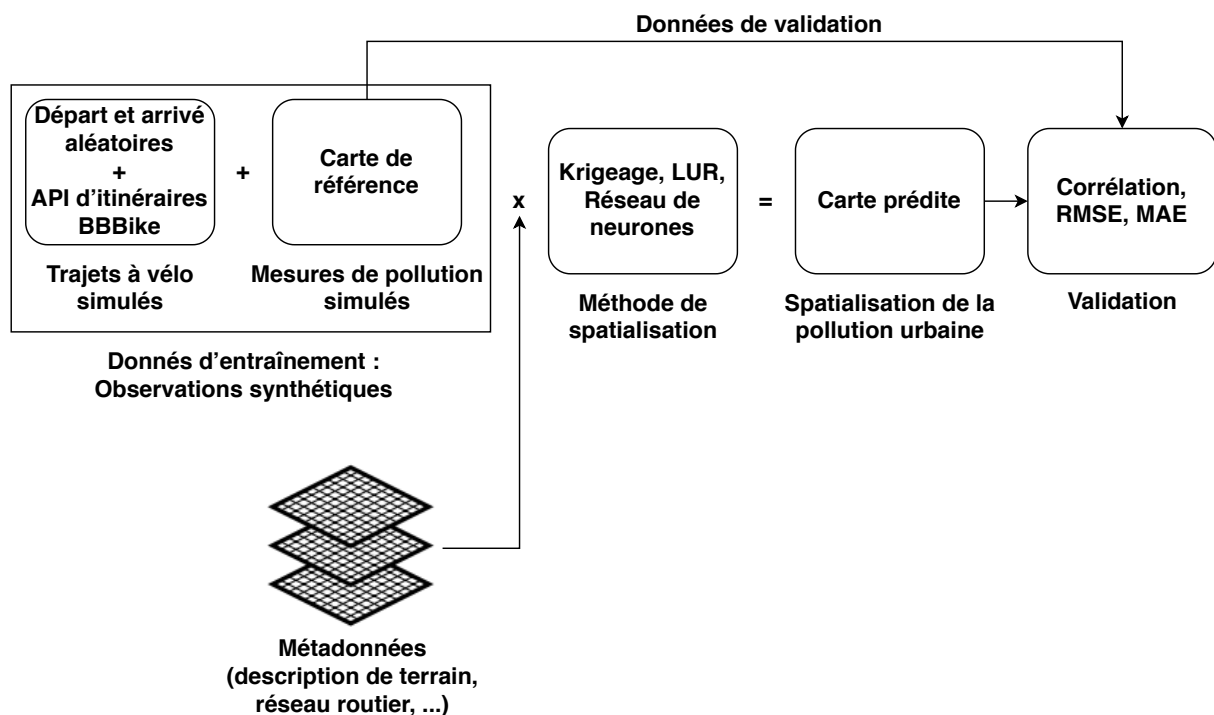 Données de validation
Départ et arrivé
aléatoires
+
API d'itinéraires
BBBike
+
Carte de
référence
x
Krigeage, LUR,
Réseau de
neurones
=
Carte prédite
Corrélation,
RMSE, MAE
Trajets à vélo
simulés
Mesures de pollution
simulés
Méthode de
spatialisation
Spatialisation de la
pollution urbaine
Validation
Donnés d'entraînement :
Observations synthétiques
Métadonnées
(description de terrain,
réseau routier, ...)